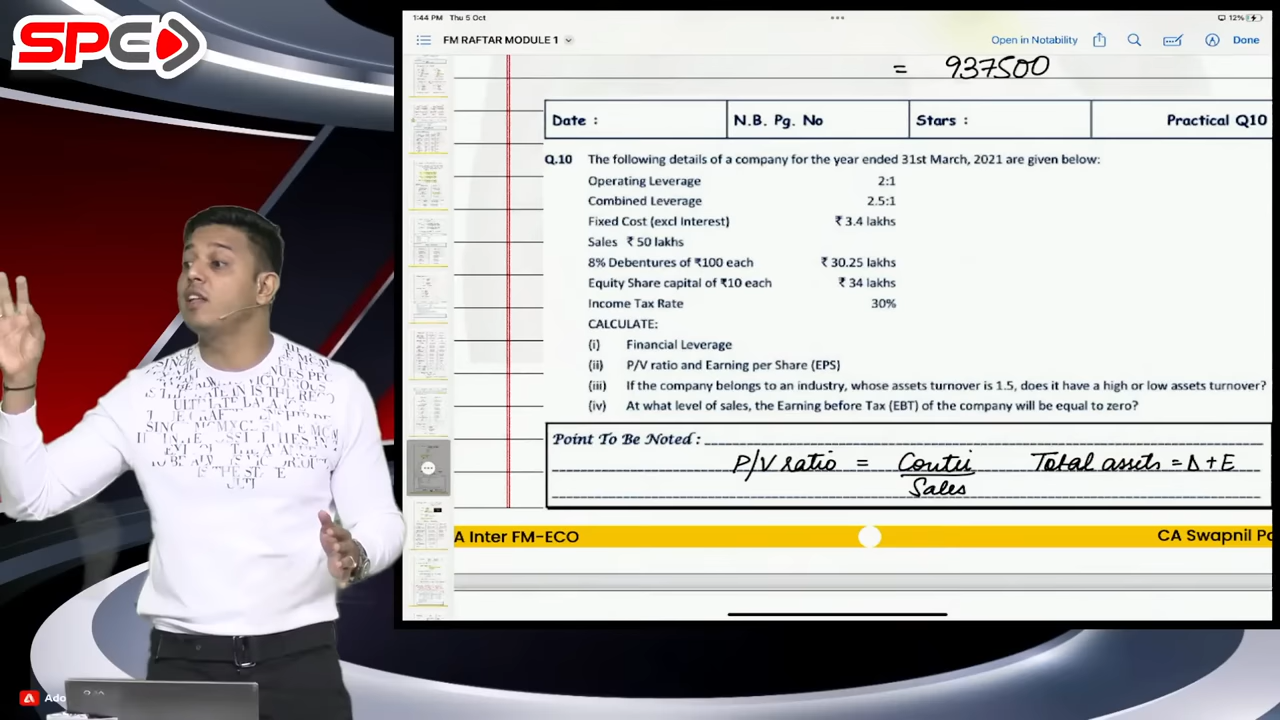 SPC
1:44 PM Thu 5 Oct
12%
FM RAFTAR MODULE 1
Open in Notability
Done
= 937500
Date : N.B. Pg. No Stars : Practical Q10
Q.10 The following details of a company for the year ended 31st March, 2021 are given below:
Operating Leverage 2:1
Combined Leverage 2.5:1
Fixed Cost (excl Interest) ₹ 3.4 lakhs
Sales ₹ 50 lakhs
8% Debentures of ₹100 each ₹ 30.25 lakhs
Equity Share capital of ₹10 each ₹ 34 lakhs
Income Tax Rate 30%
CALCULATE:
(i) Financial Leverage
(ii) P/V ratio and Earning per Share (EPS)
(iii) If the company belongs to an industry, whose assets turnover is 1.5, does it have a high or low assets turnover?
(iv) At what level of sales, the Earning before Tax (EBT) of the company will be equal to zero?
Point To Be Noted:
P/V ratio = Total assets = D + E
Sales
A Inter FM-ECO CA Swapnil Pa
Ado